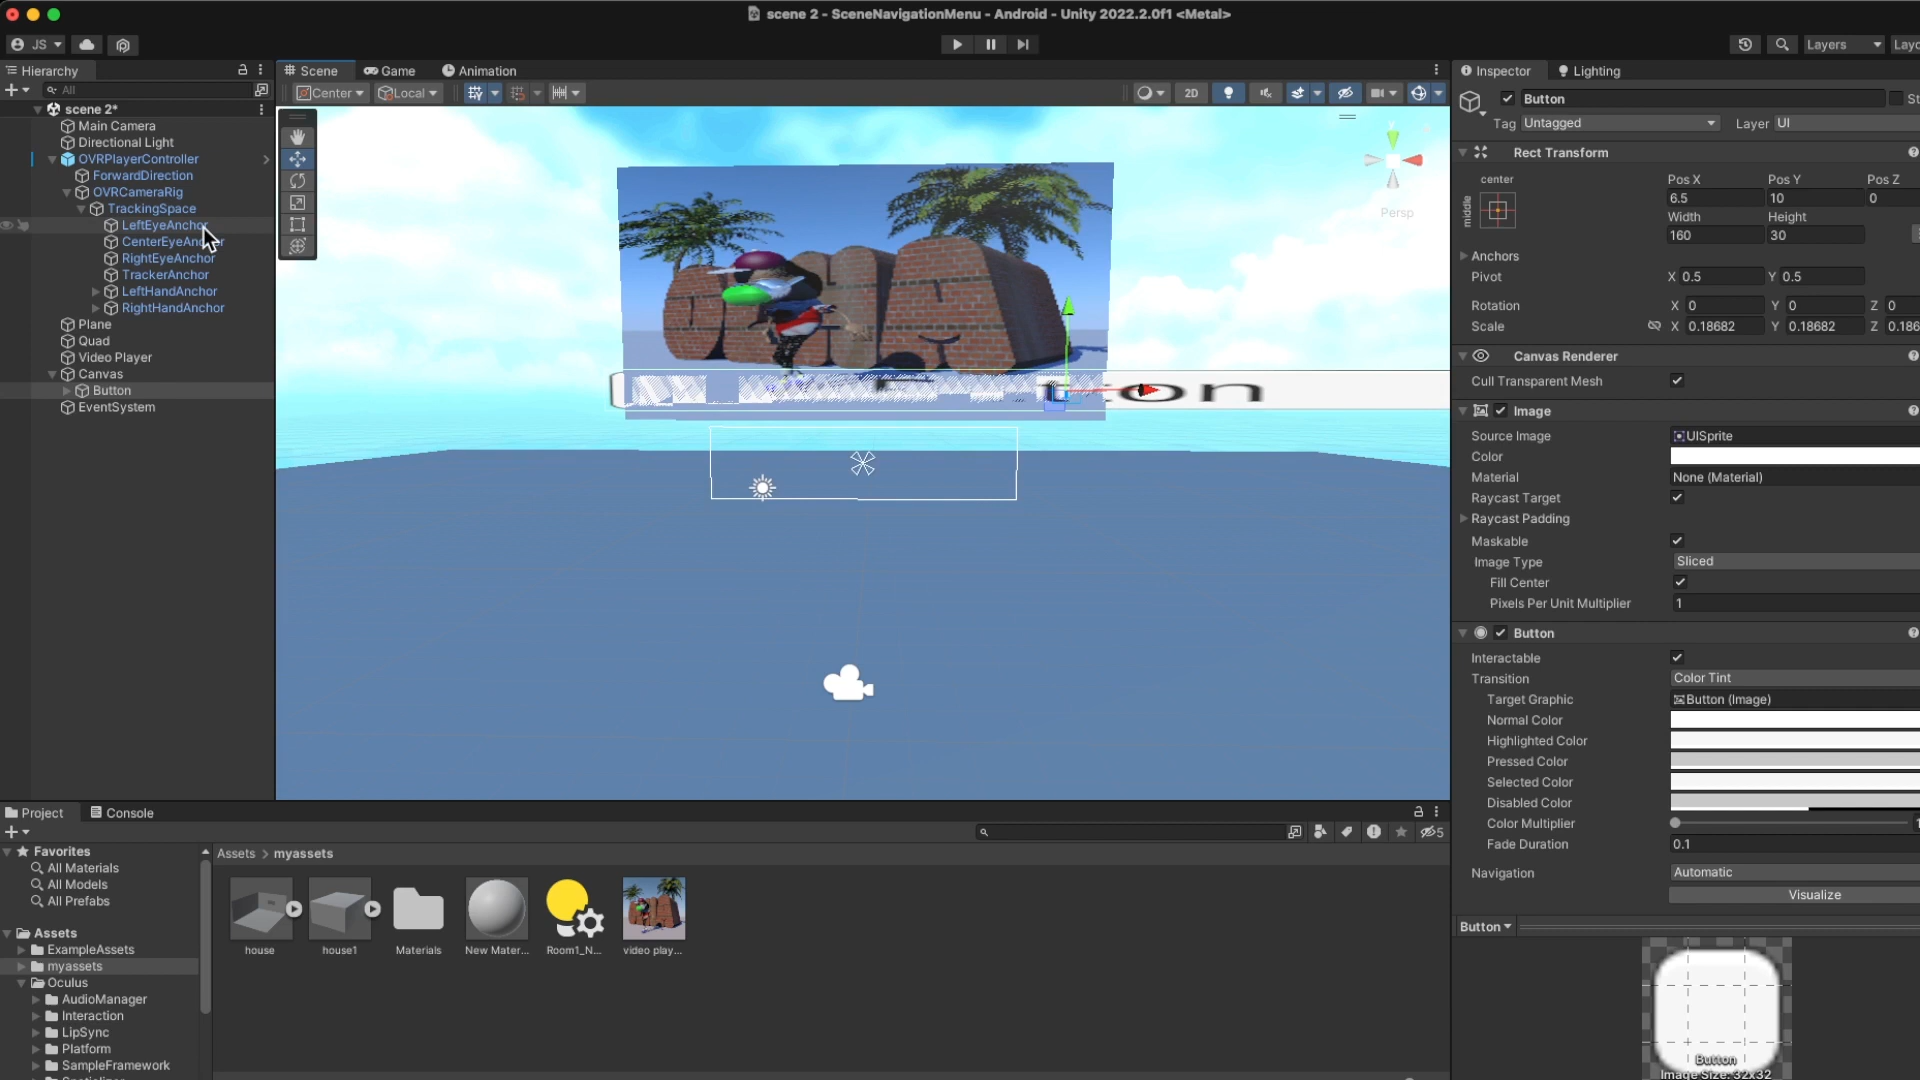 scene 2 - SceneNavigationMenu - Android - Unity 2022.2.0f1 <Metal>
JS
Layers
Layo
Hierarchy
All
scene 2*
Main Camera
Directional Light
OVRPlayerController
ForwardDirection
OVRCameraRig
TrackingSpace
LeftEyeAnchor
CenterEyeAnchor
RightEyeAnchor
TrackerAnchor
LeftHandAnchor
RightHandAnchor
Plane
Quad
Video Player
Canvas
Button
EventSystem
Scene
Game
Animation
Center
Local
2D
Persp
ton
Inspector
Lighting
Button
St
Tag Untagged
Layer UI
Rect Transform
center
middle
Pos X Pos Y Pos Z
6.5 10 0
Width Height
160 30
Anchors
Pivot X 0.5 Y 0.5
Rotation X 0 Y 0 Z 0
Scale X 0.18682 Y 0.18682 Z 0.186
Canvas Renderer
Cull Transparent Mesh
Image
Source Image UISprite
Color
Material None (Material)
Raycast Target
Raycast Padding
Maskable
Image Type Sliced
Fill Center
Pixels Per Unit Multiplier 1
Button
Interactable
Transition Color Tint
Target Graphic Button (Image)
Normal Color
Highlighted Color
Pressed Color
Selected Color
Disabled Color
Color Multiplier 1
Fade Duration 0.1
Navigation Automatic
Visualize
Button
Button
Image Size: 32x32
Project
Console
5
Favorites
All Materials
All Models
All Prefabs
Assets
ExampleAssets
myassets
Oculus
AudioManager
Interaction
LipSync
Platform
SampleFramework
Assets > myassets
house
house1
Materials
New Mater...
Room1_N...
video play...